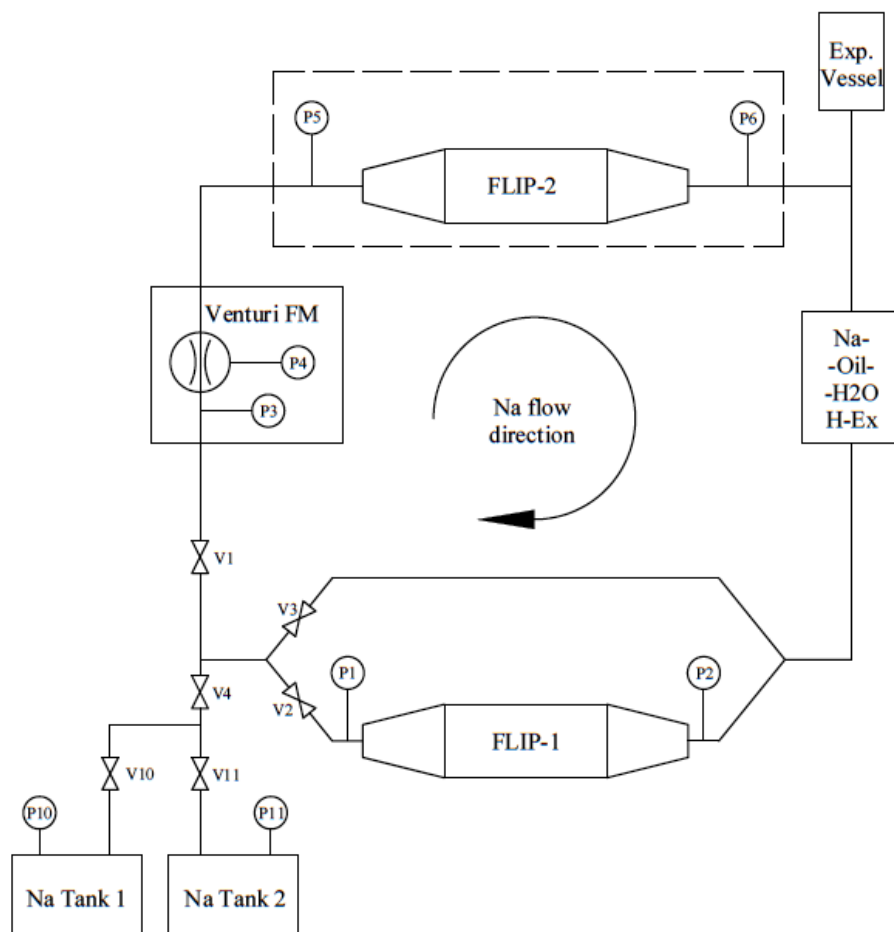 Exp.
Vessel
P5
P6
FLIP-2
Venturi FM
P4
P3
Na-
-Oil-
-H2O
H-Ex
Na flow
direction
V1
V3
P1
P2
V4
V2
FLIP-1
V10
V11
P10
P11
Na Tank 1
Na Tank 2